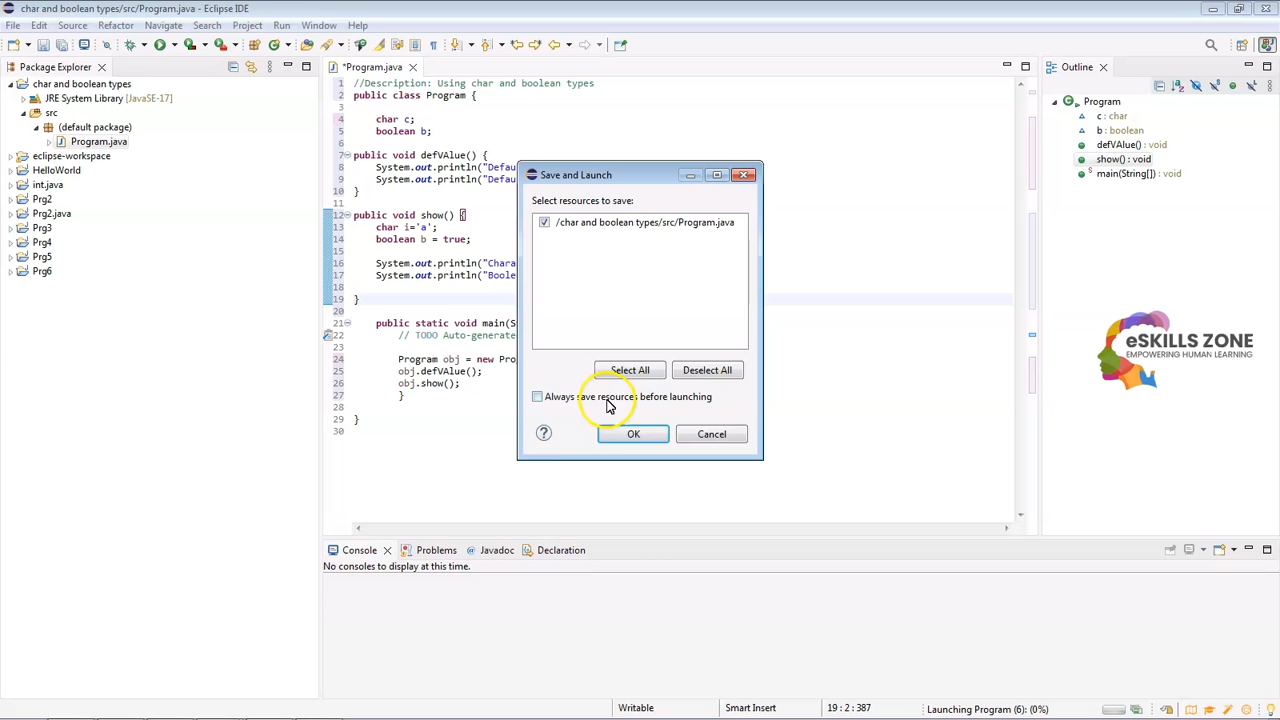 char and boolean types/src/Program.java - Eclipse IDE
File Edit Source Refactor Navigate Search Project Run Window Help
Package Explorer
char and boolean types
JRE System Library [JavaSE-17]
src
(default package)
Program.java
eclipse-workspace
HelloWorld
int.java
Prg2
Prg2.java
Prg3
Prg4
Prg5
Prg6
*Program.java
1 //Description: Using char and boolean types
2 public class Program {
3
4 char c;
5 boolean b;
6
7 public void defVAlue() {
8 System.out.println("Defau
9 System.out.println("Defau
10 }
11
12 public void show() {
13 char i='a';
14 boolean b = true;
15
16 System.out.println("Chara
17 System.out.println("Boole
18
19 }
20
21 public static void main(S
22 // TODO Auto-generate
23
24 Program obj = new Pro
25 obj.defVAlue();
26 obj.show();
27 }
28
29 }
30
Save and Launch
Select resources to save:
/char and boolean types/src/Program.java
Select All Deselect All
Always save resources before launching
? OK Cancel
Outline
Program
c : char
b : boolean
defVAlue() : void
show() : void
main(String[]) : void
eSKILLS ZONE
EMPOWERING HUMAN LEARNING
Console Problems Javadoc Declaration
No consoles to display at this time.
Writable Smart Insert 19 : 2 : 387 Launching Program (6): (0%)